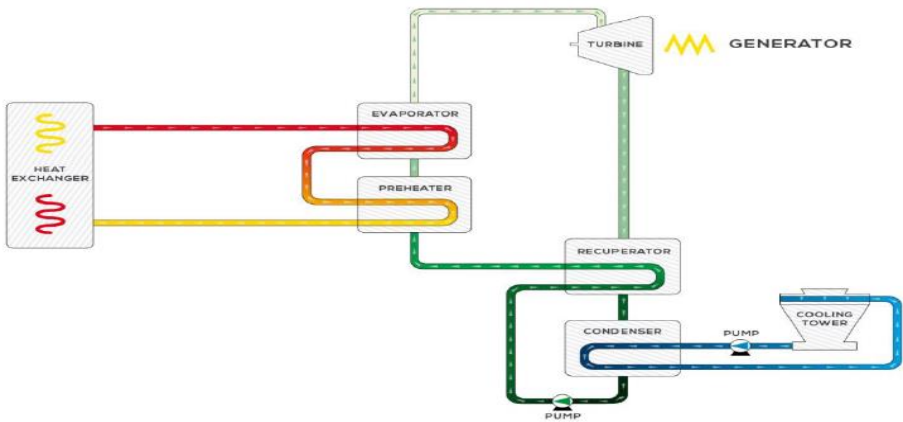 TURBINE
GENERATOR
EVAPORATOR
HEAT
EXCHANGER
PREHEATER
RECUPERATOR
CONDENSER
PUMP
COOLING
TOWER
PUMP